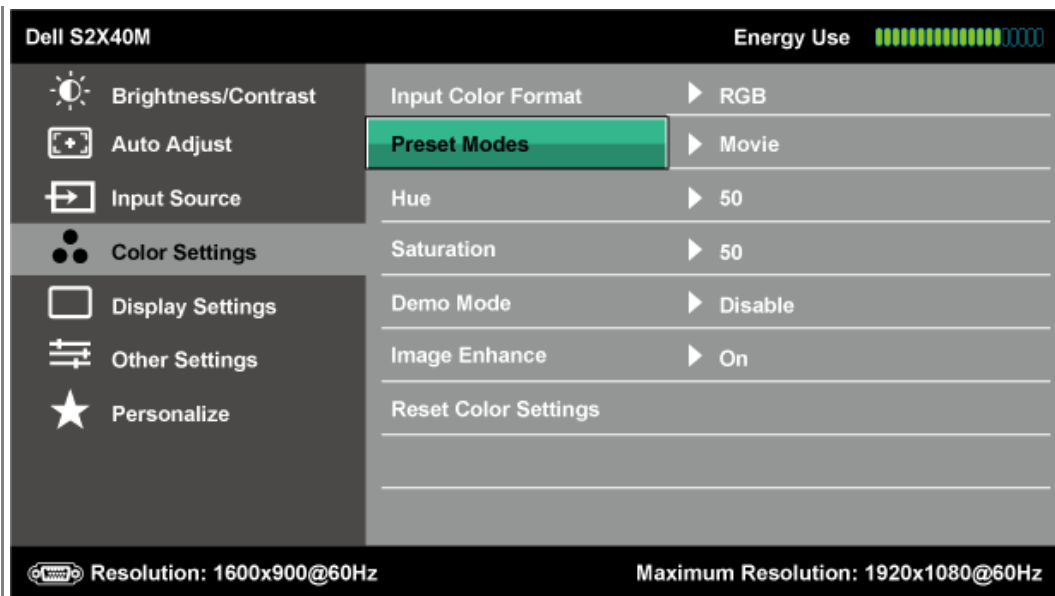 Dell S2X40M Energy Use
Brightness/Contrast Input Color Format RGB
Auto Adjust Preset Modes Movie
Input Source Hue 50
Color Settings Saturation 50
Display Settings Demo Mode Disable
Other Settings Image Enhance On
Personalize Reset Color Settings
Resolution: 1600x900@60Hz Maximum Resolution: 1920x1080@60Hz